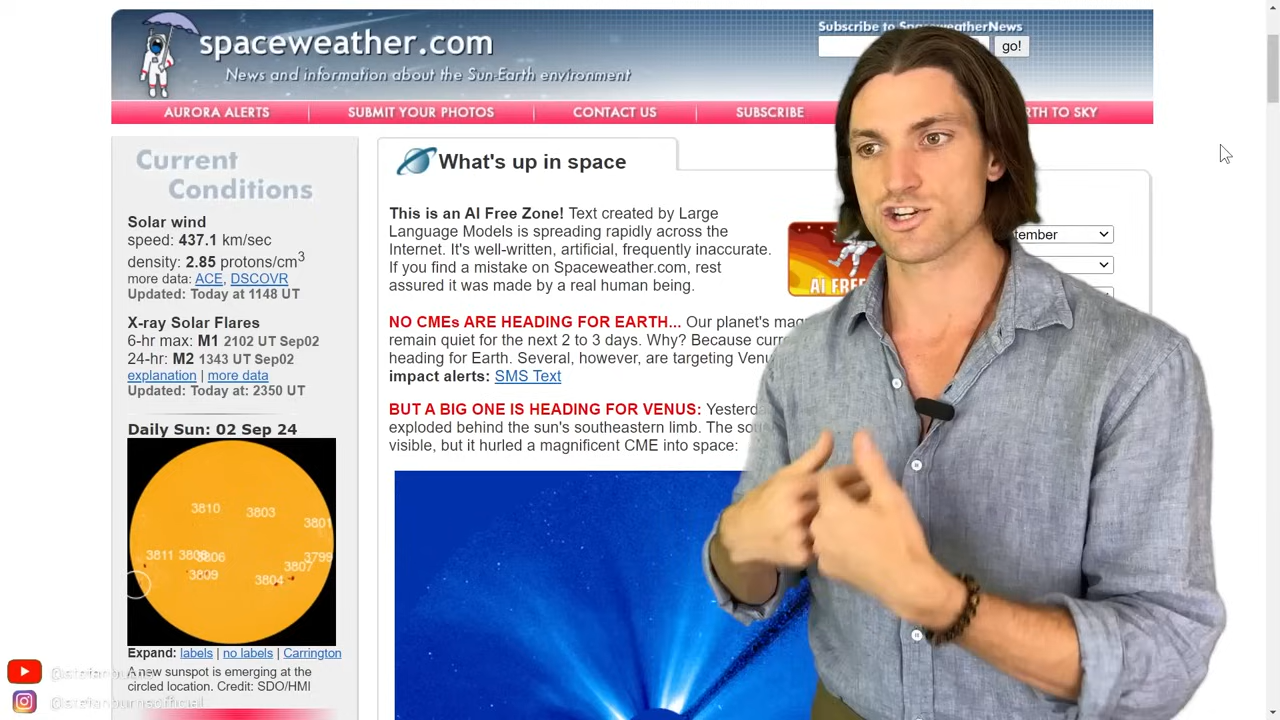 spaceweather.com
News and information about the Sun-Earth environment
Subscribe to SpaceweatherNews
go!
AURORA ALERTS
SUBMIT YOUR PHOTOS
CONTACT US
SUBSCRIBE
RTH TO SKY
Current
Conditions
Solar wind
speed: 437.1 km/sec
density: 2.85 protons/cm3
more data: ACE, DSCOVR
Updated: Today at 1148 UT
X-ray Solar Flares
6-hr max: M1 2102 UT Sep02
24-hr: M2 1343 UT Sep02
explanation | more data
Updated: Today at: 2350 UT
Daily Sun: 02 Sep 24
3810
3803
3801
3811
3806
3799
3807
3809
3804
Expand: labels | no labels | Carrington
A new sunspot is emerging at the
circled location. Credit: SDO/HMI
What's up in space
This is an AI Free Zone! Text created by Large
Language Models is spreading rapidly across the
Internet. It's well-written, artificial, frequently inaccurate.
If you find a mistake on Spaceweather.com, rest
assured it was made by a real human being.
AI FREE
tember
NO CMEs ARE HEADING FOR EARTH... Our planet's mag
remain quiet for the next 2 to 3 days. Why? Because curr
heading for Earth. Several, however, are targeting Venu
impact alerts: SMS Text
BUT A BIG ONE IS HEADING FOR VENUS: Yesterd
exploded behind the sun's southeastern limb. The sou
visible, but it hurled a magnificent CME into space: